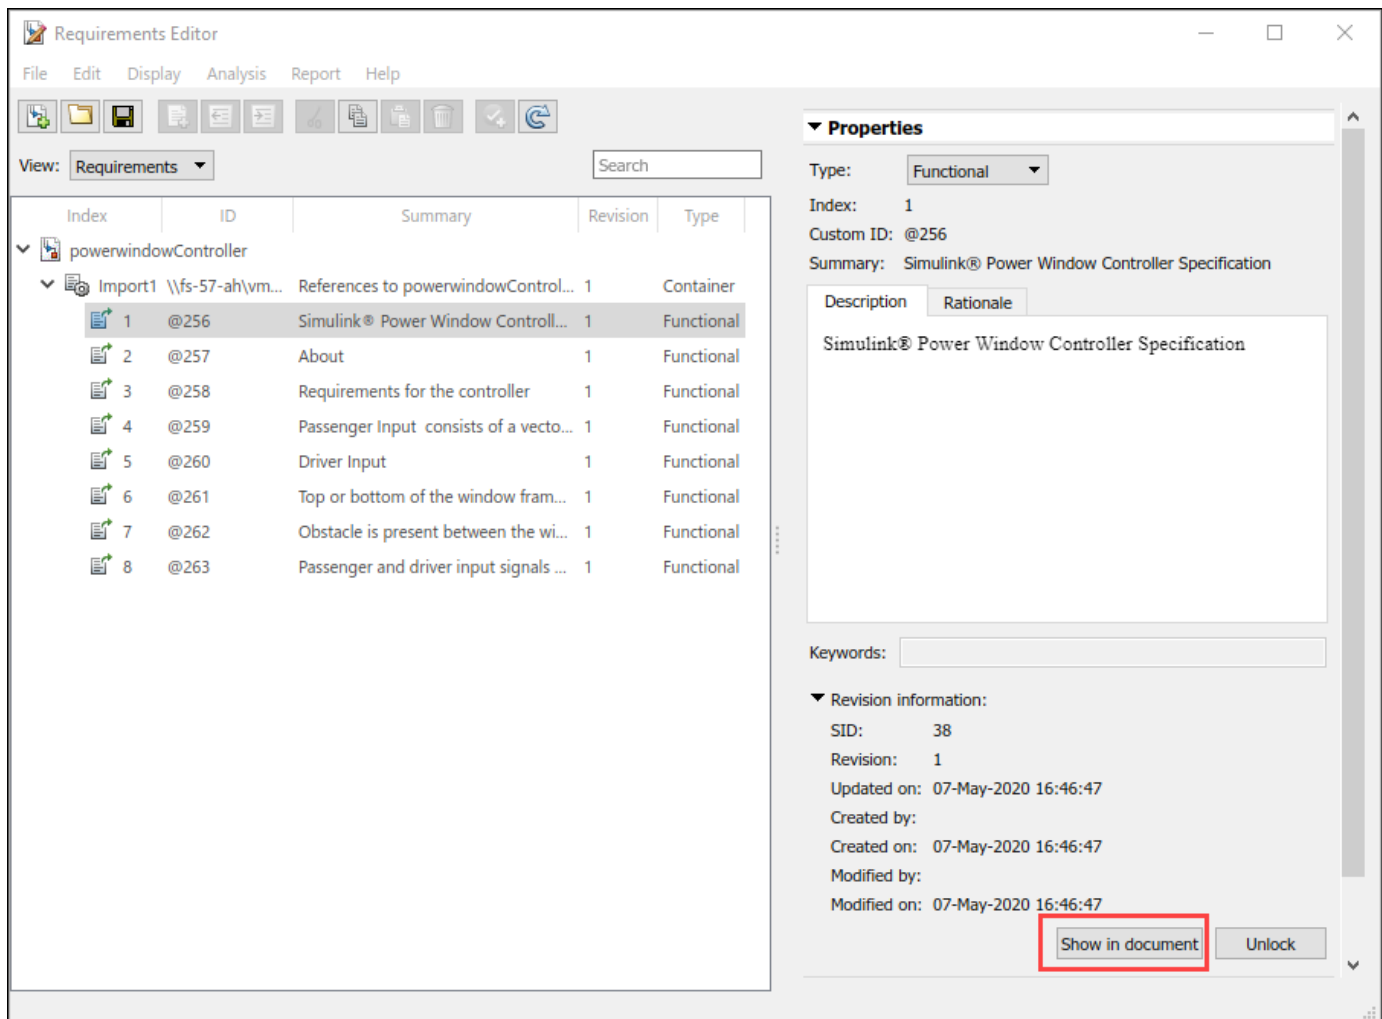 Requirements Editor
File Edit Display Analysis Report Help
View: Requirements Search
Index ID Summary Revision Type
powerwindowController
Import1 \\fs-57-ah\vm... References to powerwindowControl... 1 Container
1 @256 Simulink® Power Window Controll... 1 Functional
2 @257 About 1 Functional
3 @258 Requirements for the controller 1 Functional
4 @259 Passenger Input consists of a vecto... 1 Functional
5 @260 Driver Input 1 Functional
6 @261 Top or bottom of the window fram... 1 Functional
7 @262 Obstacle is present between the wi... 1 Functional
8 @263 Passenger and driver input signals ... 1 Functional
Properties
Type: Functional
Index: 1
Custom ID: @256
Summary: Simulink® Power Window Controller Specification
Description Rationale
Simulink® Power Window Controller Specification
Keywords:
Revision information:
SID: 38
Revision: 1
Updated on: 07-May-2020 16:46:47
Created by:
Created on: 07-May-2020 16:46:47
Modified by:
Modified on: 07-May-2020 16:46:47
Show in document Unlock